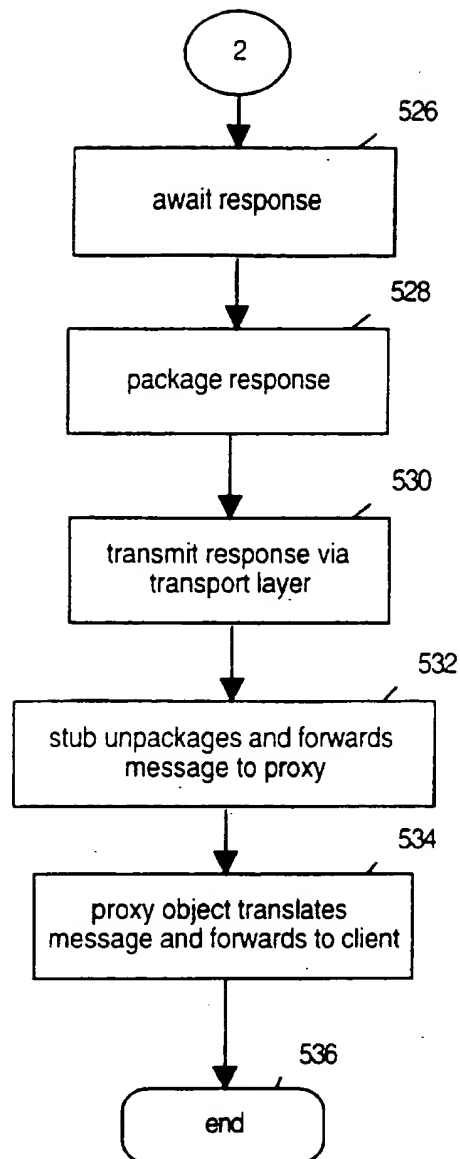 2
526
await response
528
package response
530
transmit response via
transport layer
532
stub unpackages and forwards
message to proxy
534
proxy object translates
message and forwards to client
536
end